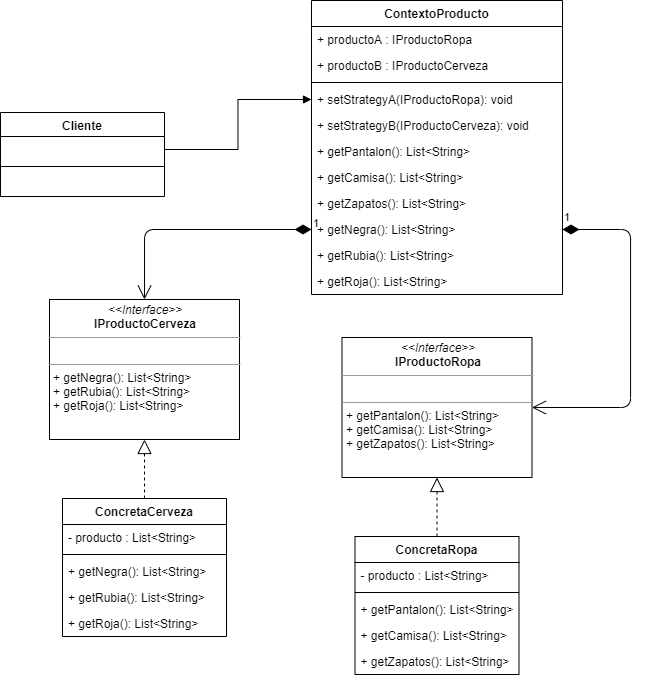 ContextoProducto
+ productoA : IProductoRopa
+ productoB : IProductoCerveza
+ setStrategyA(IProductoRopa): void
+ setStrategyB(IProductoCerveza): void
+ getPantalon(): List<String>
+ getCamisa(): List<String>
+ getZapatos(): List<String>
+ getNegra(): List<String>
+ getRubia(): List<String>
+ getRoja(): List<String>
Cliente
1
1
<<Interface>>
IProductoCerveza
+ getNegra(): List<String>
+ getRubia(): List<String>
+ getRoja(): List<String>
<<Interface>>
IProductoRopa
+ getPantalon(): List<String>
+ getCamisa(): List<String>
+ getZapatos(): List<String>
ConcretaCerveza
- producto : List<String>
+ getNegra(): List<String>
+ getRubia(): List<String>
+ getRoja(): List<String>
ConcretaRopa
- producto : List<String>
+ getPantalon(): List<String>
+ getCamisa(): List<String>
+ getZapatos(): List<String>